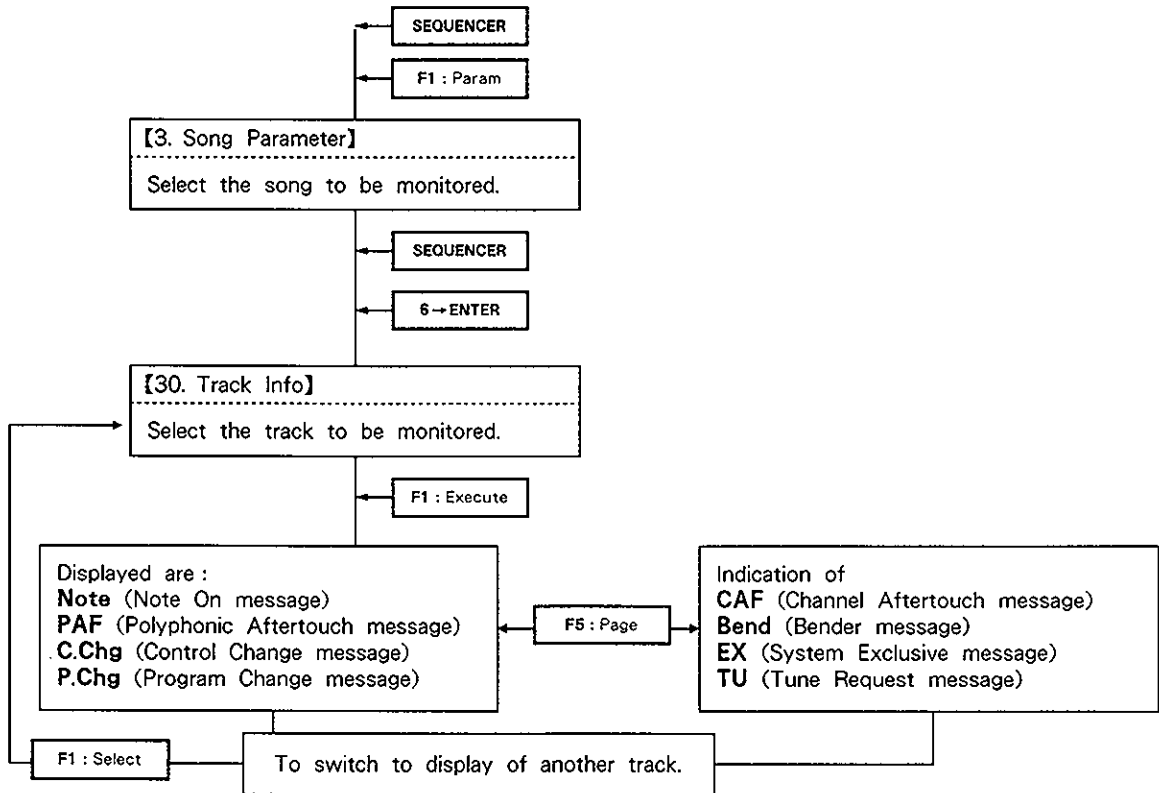 SEQUENCER
F1 : Param
【3. Song Parameter】
Select the song to be monitored.
SEQUENCER
6→ENTER
【30. Track Info】
Select the track to be monitored.
F1 : Execute
Displayed are :
Note (Note On message)
PAF (Polyphonic Aftertouch message)
C.Chg (Control Change message)
P.Chg (Program Change message)
F5 : Page
Indication of
CAF (Channel Aftertouch message)
Bend (Bender message)
EX (System Exclusive message)
TU (Tune Request message)
F1 : Select
To switch to display of another track.